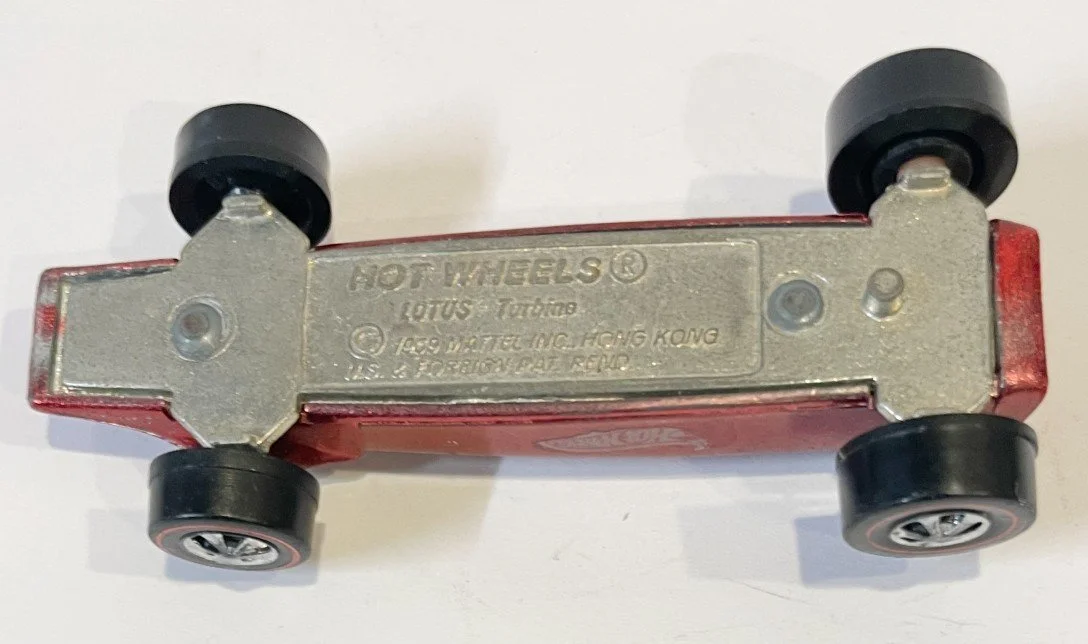 HOT WHEELS ®
LOTUS Turbine
© 1969 MATTEL INC. HONG KONG
U.S. & FOREIGN PAT. PEND.